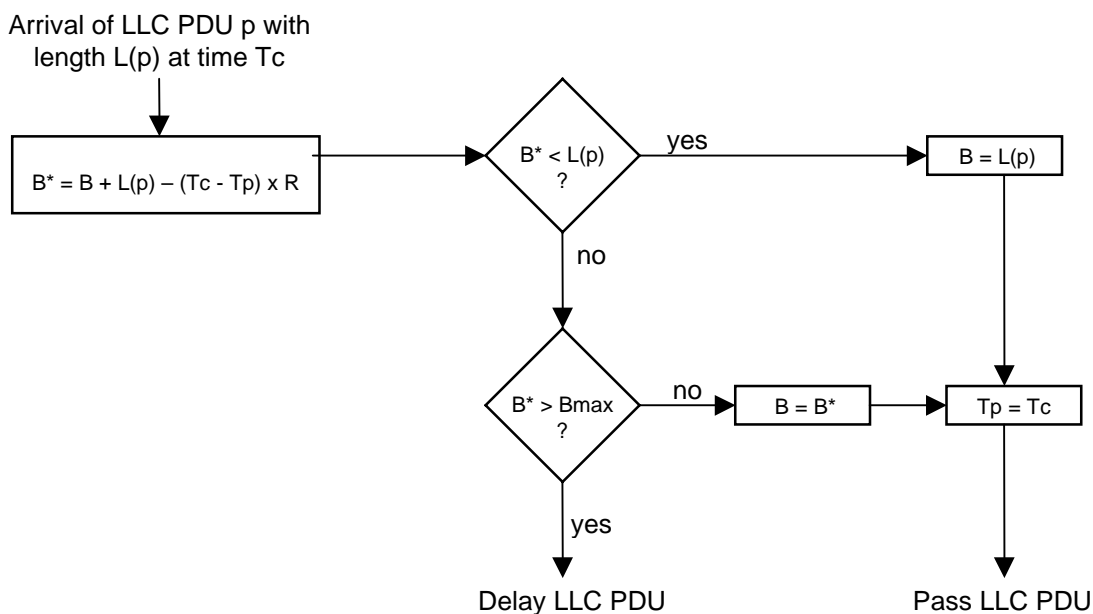 Arrival of LLC PDU p with
length L(p) at time Tc
B* = B + L(p) – (Tc - Tp) x R
B* < L(p)
?
yes
B = L(p)
no
B* > Bmax
?
no
B = B*
Tp = Tc
yes
Delay LLC PDU
Pass LLC PDU